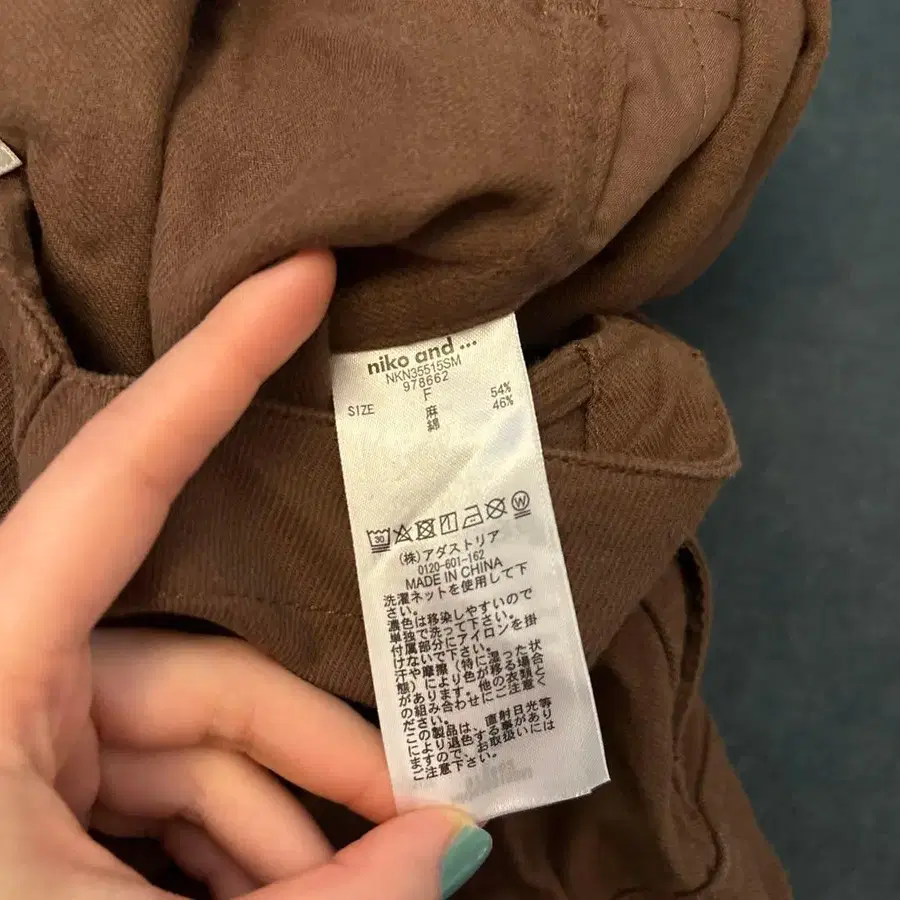 niko and ...
NKN35515SM
978662
SIZE F
麻 54%
綿 46%
30 W
(株)アダストリア
0120-601-162
MADE IN CHINA
洗濯ネットを使用して下
さい。
濃色は移染しやすいので
単独で洗って下さい。
付属部分にアイロンを掛
けないで下さい。
汗や摩擦(特に湿った状
態)により色が移る場合
があります。他の衣類と
の組み合わせにご注意く
ださい。
この製品は、直射日光等
により退色する事があり
ますので、お取扱いには
ご注意下さい。